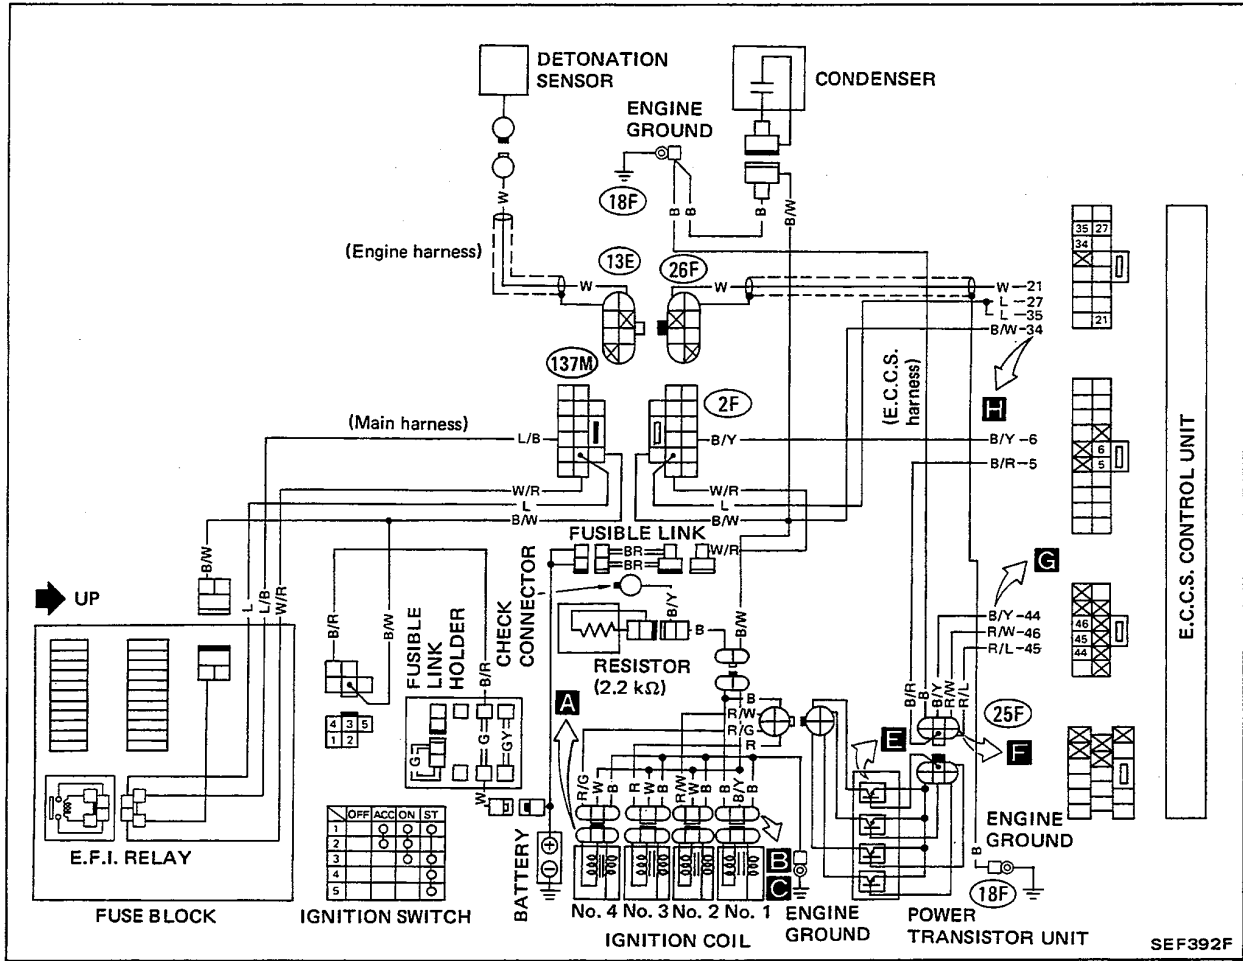 DETONATION
SENSOR
CONDENSER
ENGINE
GROUND
18F
W
B
B
B
B/W
(Engine harness)
13E
26F
W
W
W -21
L -27
L -35
B/W -34
35 27
34
21
137M
2F
(E.C.C.S.
harness)
H
(Main harness)
L/B
B/Y
B/Y -6
B/R -5
6
5
W/R
L
B/W
W/R
L
B/W
FUSIBLE LINK
BR
BR
W/R
E.C.C.S. CONTROL UNIT
UP
B/W
L
L/B
W/R
B/R
B/W
FUSIBLE
LINK
HOLDER
B/R
CHECK
CONNECTOR
B/Y
B
B/W
RESISTOR
(2.2 kΩ)
G
B/Y -44
R/W -46
R/L -45
46
45
44
B/R
B
B/Y
R/W
R/L
25F
A
B
R/W
R/G
R
E
F
4 3 5
1 2
G
G
GY
W
R/G
W
B
R
W
B
R/W
W
B
B
B/Y
B
OFF ACC ON ST
1
2
3
4
5
E.F.I. RELAY
FUSE BLOCK
IGNITION SWITCH
BATTERY
B
C
No. 4 No. 3 No. 2 No. 1
IGNITION COIL
ENGINE
GROUND
ENGINE
GROUND
B
18F
POWER
TRANSISTOR UNIT
SEF392F